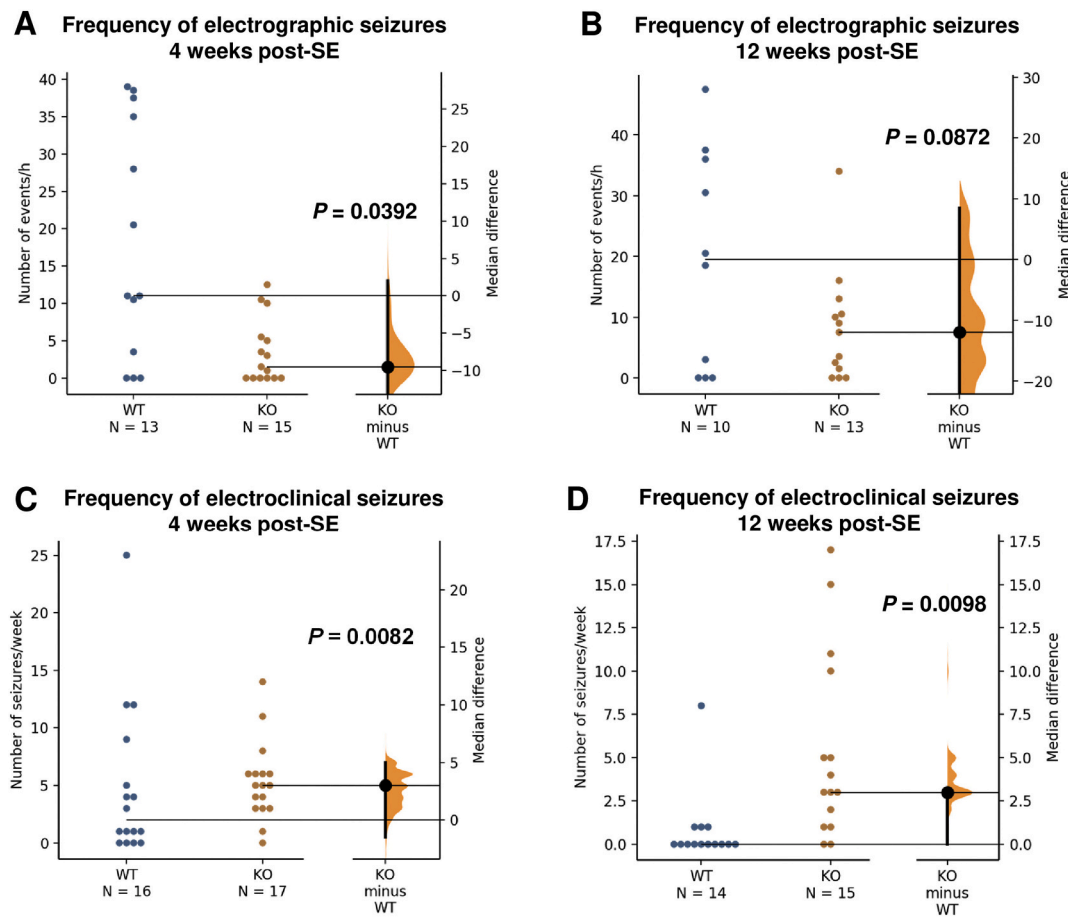 A
Frequency of electrographic seizures
4 weeks post-SE
Number of events/h
40
35
30
25
20
15
10
5
0
P = 0.0392
25
20
15
10
5
0
−5
−10
Median difference
WT
N = 13
KO
N = 15
KO
minus
WT
B
Frequency of electrographic seizures
12 weeks post-SE
Number of events/h
40
30
20
10
0
P = 0.0872
30
20
10
0
−10
−20
Median difference
WT
N = 10
KO
N = 13
KO
minus
WT
C
Frequency of electroclinical seizures
4 weeks post-SE
Number of seizures/week
25
20
15
10
5
0
P = 0.0082
20
15
10
5
0
Median difference
WT
N = 16
KO
N = 17
KO
minus
WT
D
Frequency of electroclinical seizures
12 weeks post-SE
Number of seizures/week
17.5
15.0
12.5
10.0
7.5
5.0
2.5
0.0
P = 0.0098
17.5
15.0
12.5
10.0
7.5
5.0
2.5
0.0
Median difference
WT
N = 14
KO
N = 15
KO
minus
WT